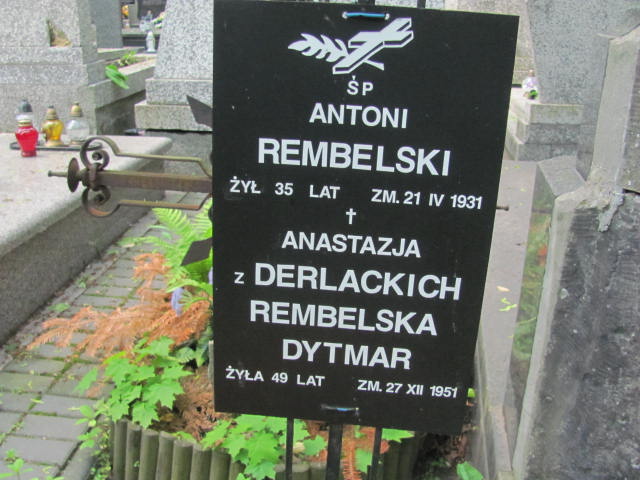 ŚP
ANTONI
REMBELSKI
ŻYŁ 35 LAT ZM. 21 IV 1931
ANASTAZJA
z DERLACKICH
REMBELSKA
DYTMAR
ŻYŁA 49 LAT ZM. 27 XII 1951